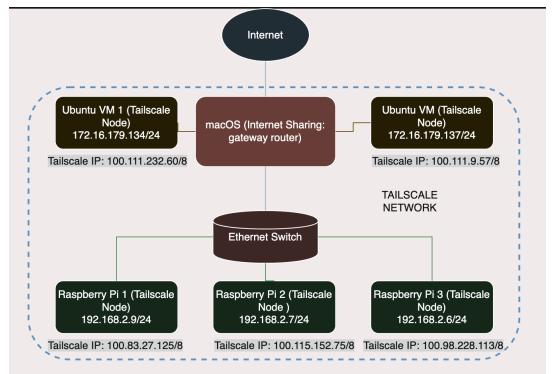 Internet
Ubuntu VM 1 (Tailscale
Node)
172.16.179.134/24
Tailscale IP: 100.111.232.60/8
macOS (Internet Sharing:
gateway router)
Ubuntu VM (Tailscale
Node)
172.16.179.137/24
Tailscale IP: 100.111.9.57/8
TAILSCALE
NETWORK
Ethernet Switch
Raspberry Pi 1 (Tailscale
Node)
192.168.2.9/24
Tailscale IP: 100.83.27.125/8
Raspberry Pi 2 (Tailscale
Node )
192.168.2.7/24
Tailscale IP: 100.115.152.75/8
Raspberry Pi 3 (Tailscale
Node)
192.168.2.6/24
Tailscale IP: 100.98.228.113/8